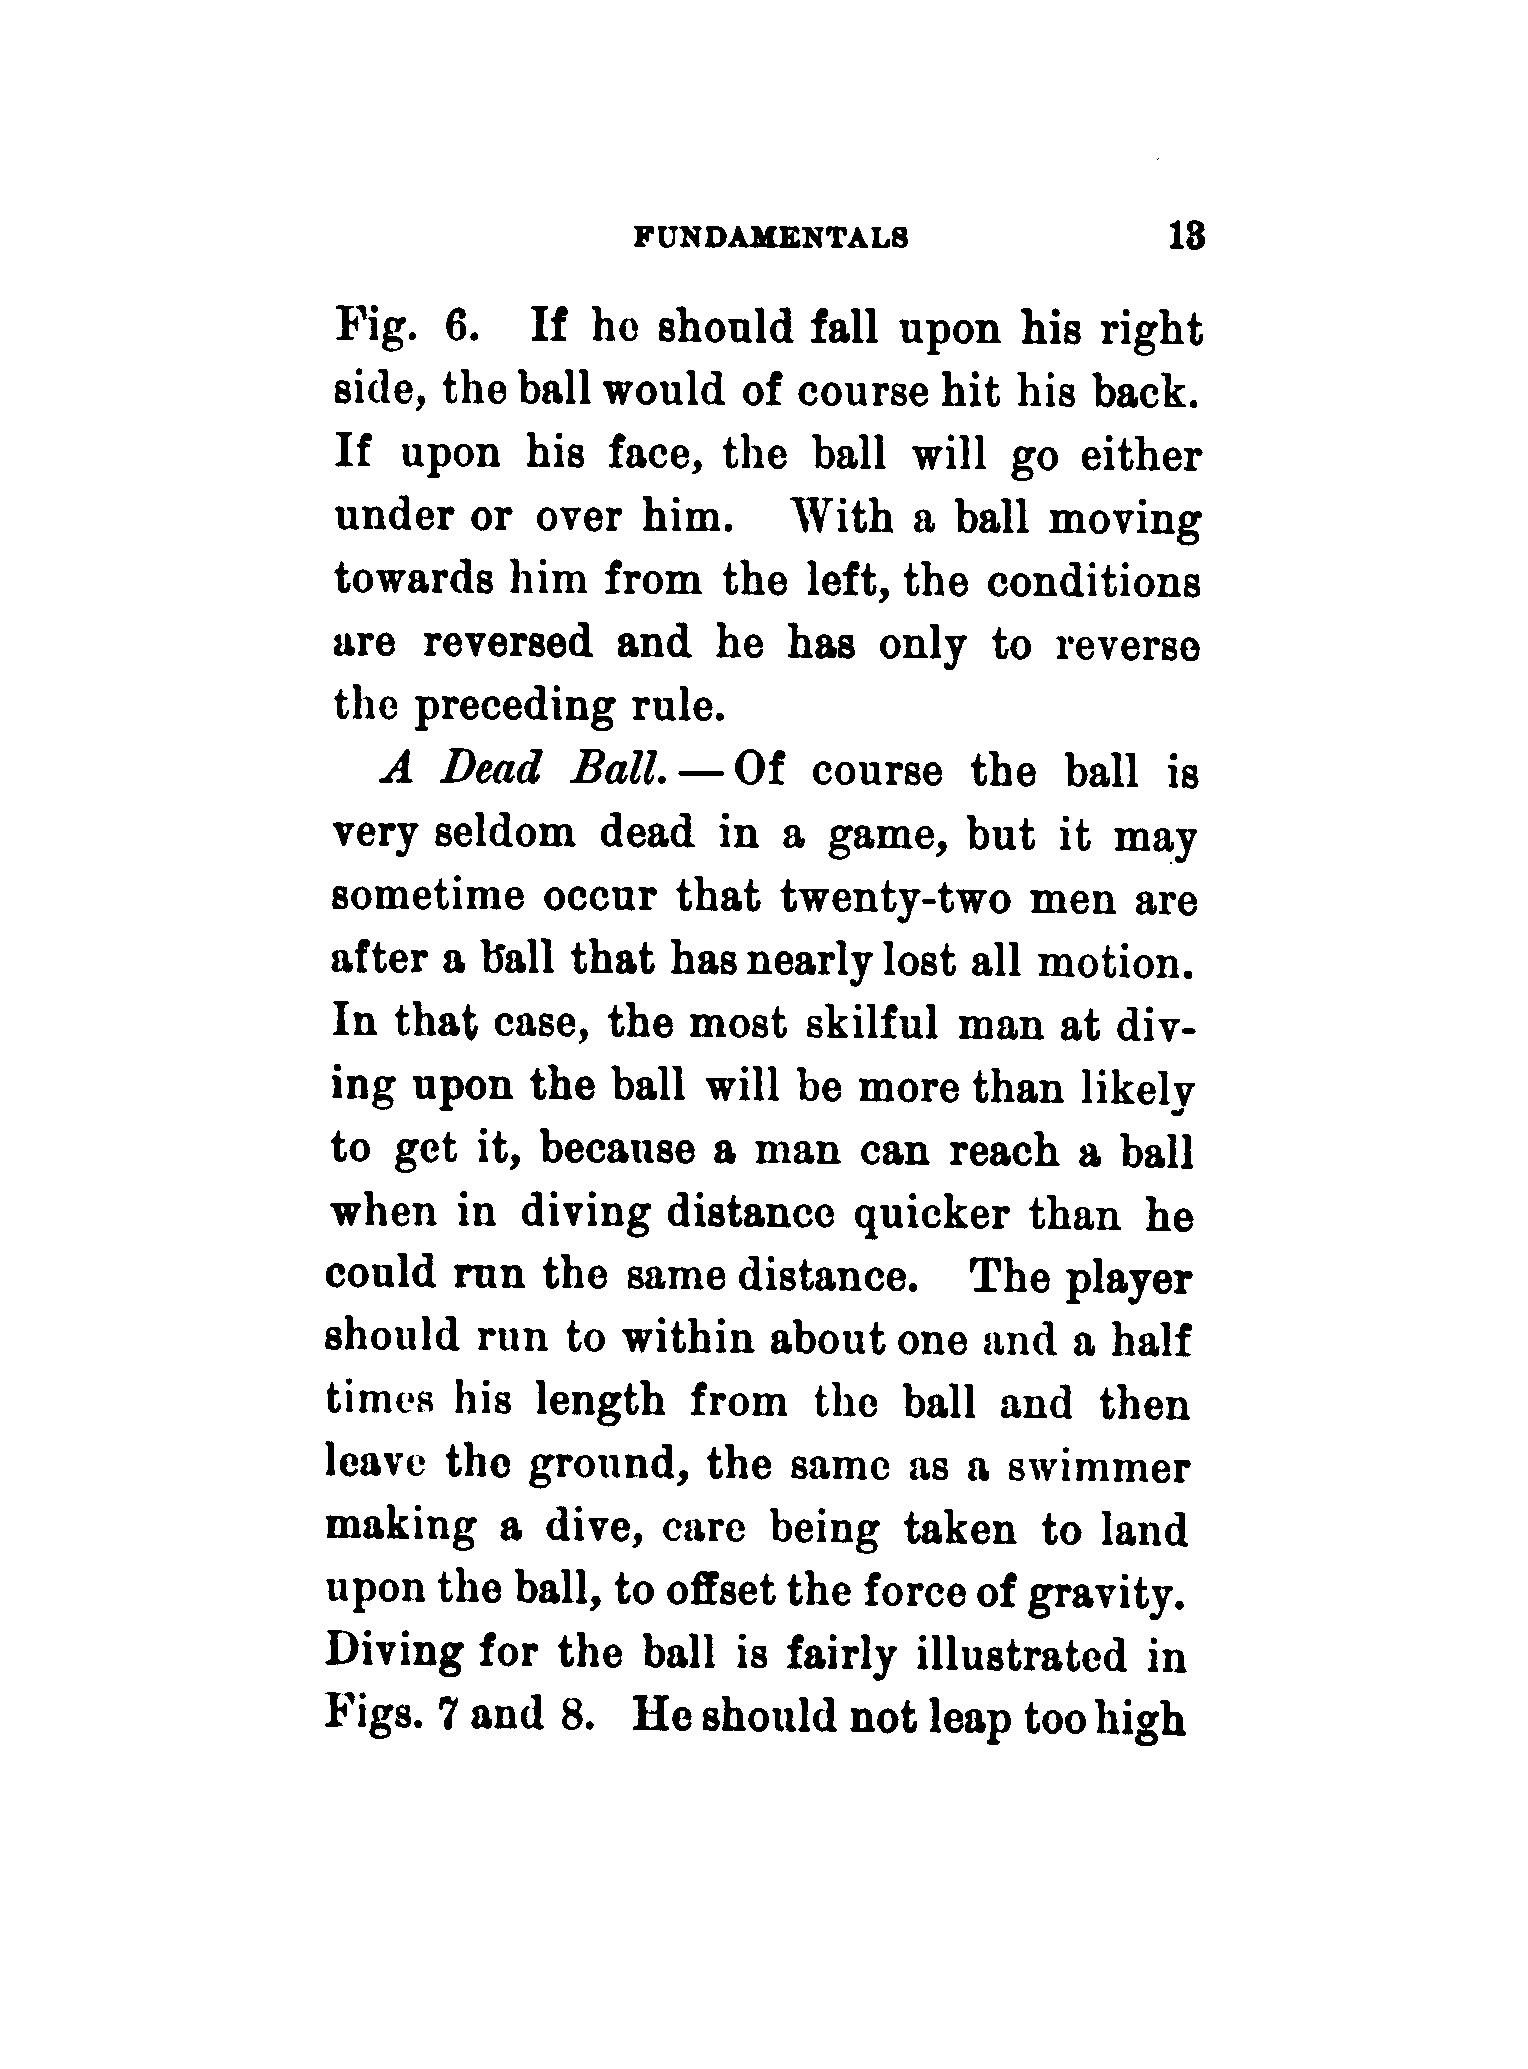 FUNDAMENTALS 13
Fig. 6. If he should fall upon his right
side, the ball would of course hit his back.
If upon his face, the ball will go either
under or over him. With a ball moving
towards him from the left, the conditions
are reversed and he has only to reverse
the preceding rule.
A Dead Ball. — Of course the ball is
very seldom dead in a game, but it may
sometime occur that twenty-two men are
after a ball that has nearly lost all motion.
In that case, the most skilful man at div-
ing upon the ball will be more than likely
to get it, because a man can reach a ball
when in diving distance quicker than he
could run the same distance. The player
should run to within about one and a half
times his length from the ball and then
leave the ground, the same as a swimmer
making a dive, care being taken to land
upon the ball, to offset the force of gravity.
Diving for the ball is fairly illustrated in
Figs. 7 and 8. He should not leap too high